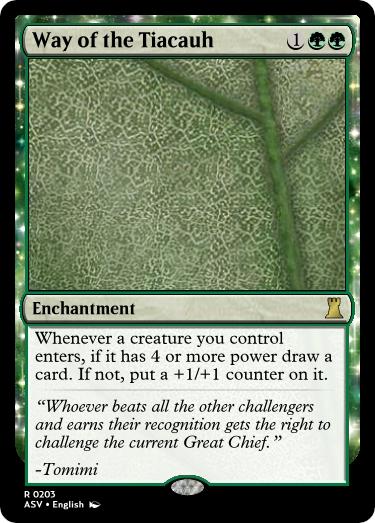 Way of the Tiacauh 1
Enchantment
Whenever a creature you control
enters, if it has 4 or more power draw a
card. If not, put a +1/+1 counter on it.
“Whoever beats all the other challengers
and earns their recognition gets the right to
challenge the current Great Chief.”
-Tomimi
R 0203
ASV • English